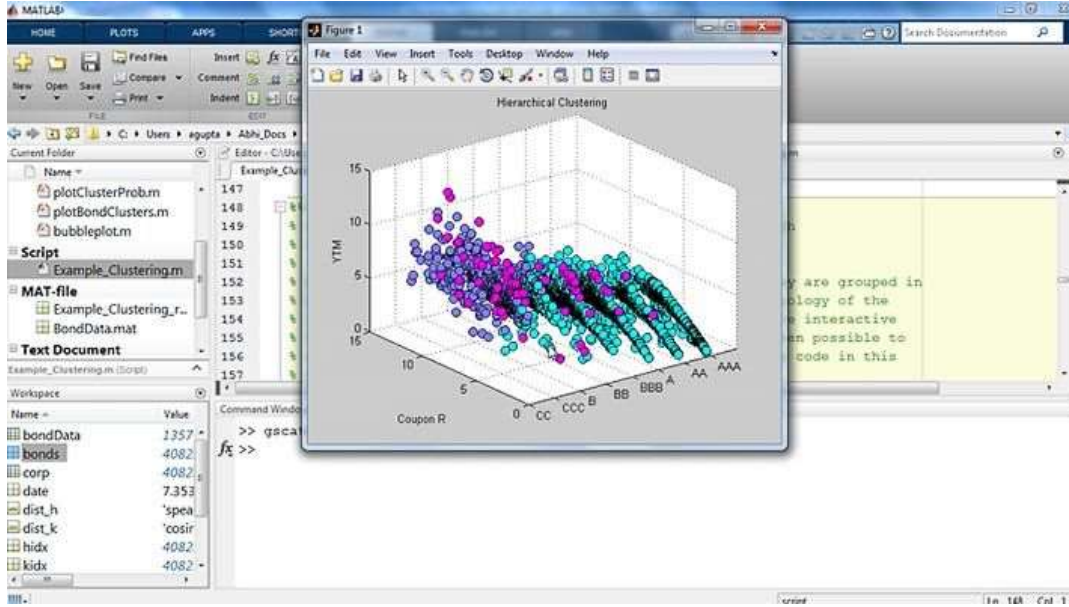 MATLAB
HOME PLOTS APPS SHORT
Search Documentation
New Open Save
Find Files
Compare
Print
Insert fx
Comment
Indent
FILE
EDIT
C: Users agupta Abhi_Docs
Current Folder
Name
plotClusterProb.m
plotBondClusters.m
bubbleplot.m
Script
Example_Clustering.m
MAT-file
Example_Clustering_r...
BondData.mat
Text Document
Example_Clustering.m (Script)
Workspace
Name Value
bondData 1357
bonds 4082
corp 4082
date 7.353
dist_h 'spea
dist_k 'cosir
hidx 4082
kidx 4082
Editor - C:\Use
Example_Clu
147
148
149
150
151 %
152 %
153 %
154 %
155 %
156 %
157 %
y are grouped in
ology of the
e interactive
en possible to
code in this
Command Windo
>> gscat
fx >>
Figure 1
File Edit View Insert Tools Desktop Window Help
Hierarchical Clustering
YTM
15
10
5
0
15
10
5
0
Coupon R
CC CCC B BB BBB A AA AAA
script
Ln 148 Col 1